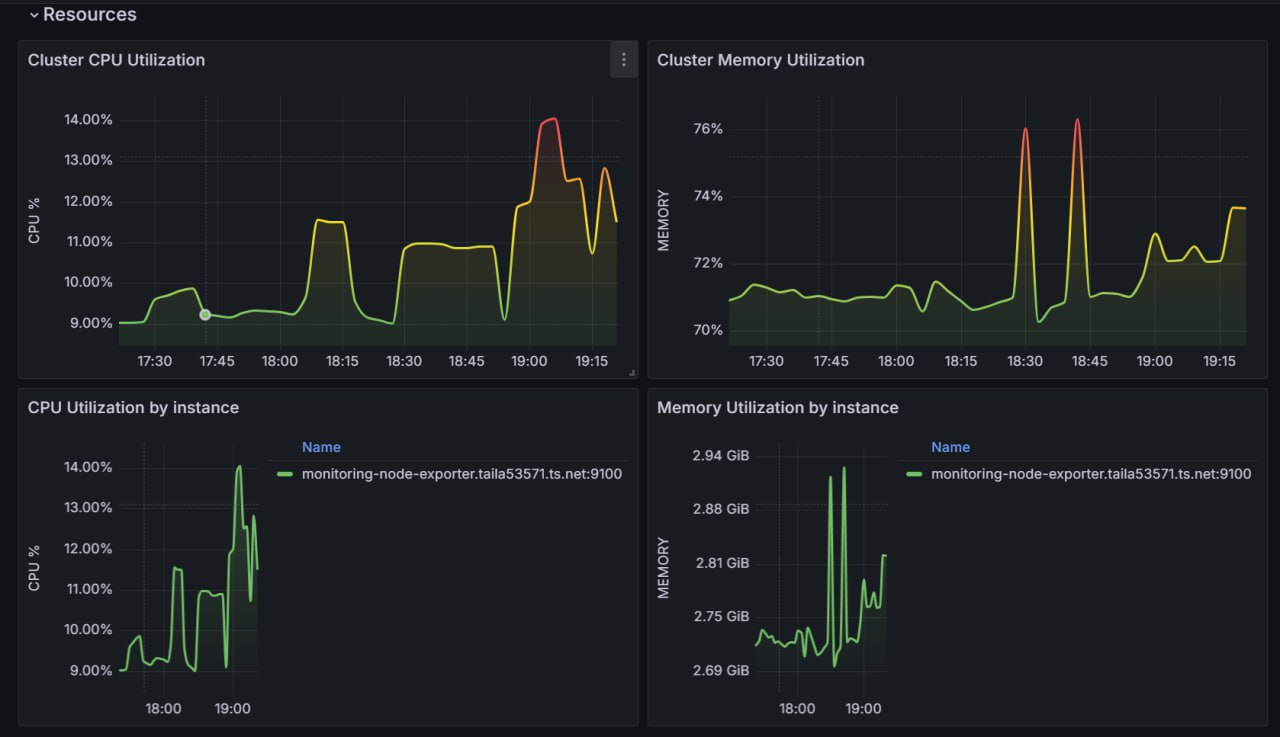 Resources
Cluster CPU Utilization
CPU %
14.00%
13.00%
12.00%
11.00%
10.00%
9.00%
17:30 17:45 18:00 18:15 18:30 18:45 19:00 19:15
Cluster Memory Utilization
MEMORY
76%
74%
72%
70%
17:30 17:45 18:00 18:15 18:30 18:45 19:00 19:15
CPU Utilization by instance
CPU %
14.00%
13.00%
12.00%
11.00%
10.00%
9.00%
18:00 19:00
Name
monitoring-node-exporter.taila53571.ts.net:9100
Memory Utilization by instance
MEMORY
2.94 GiB
2.88 GiB
2.81 GiB
2.75 GiB
2.69 GiB
18:00 19:00
Name
monitoring-node-exporter.taila53571.ts.net:9100